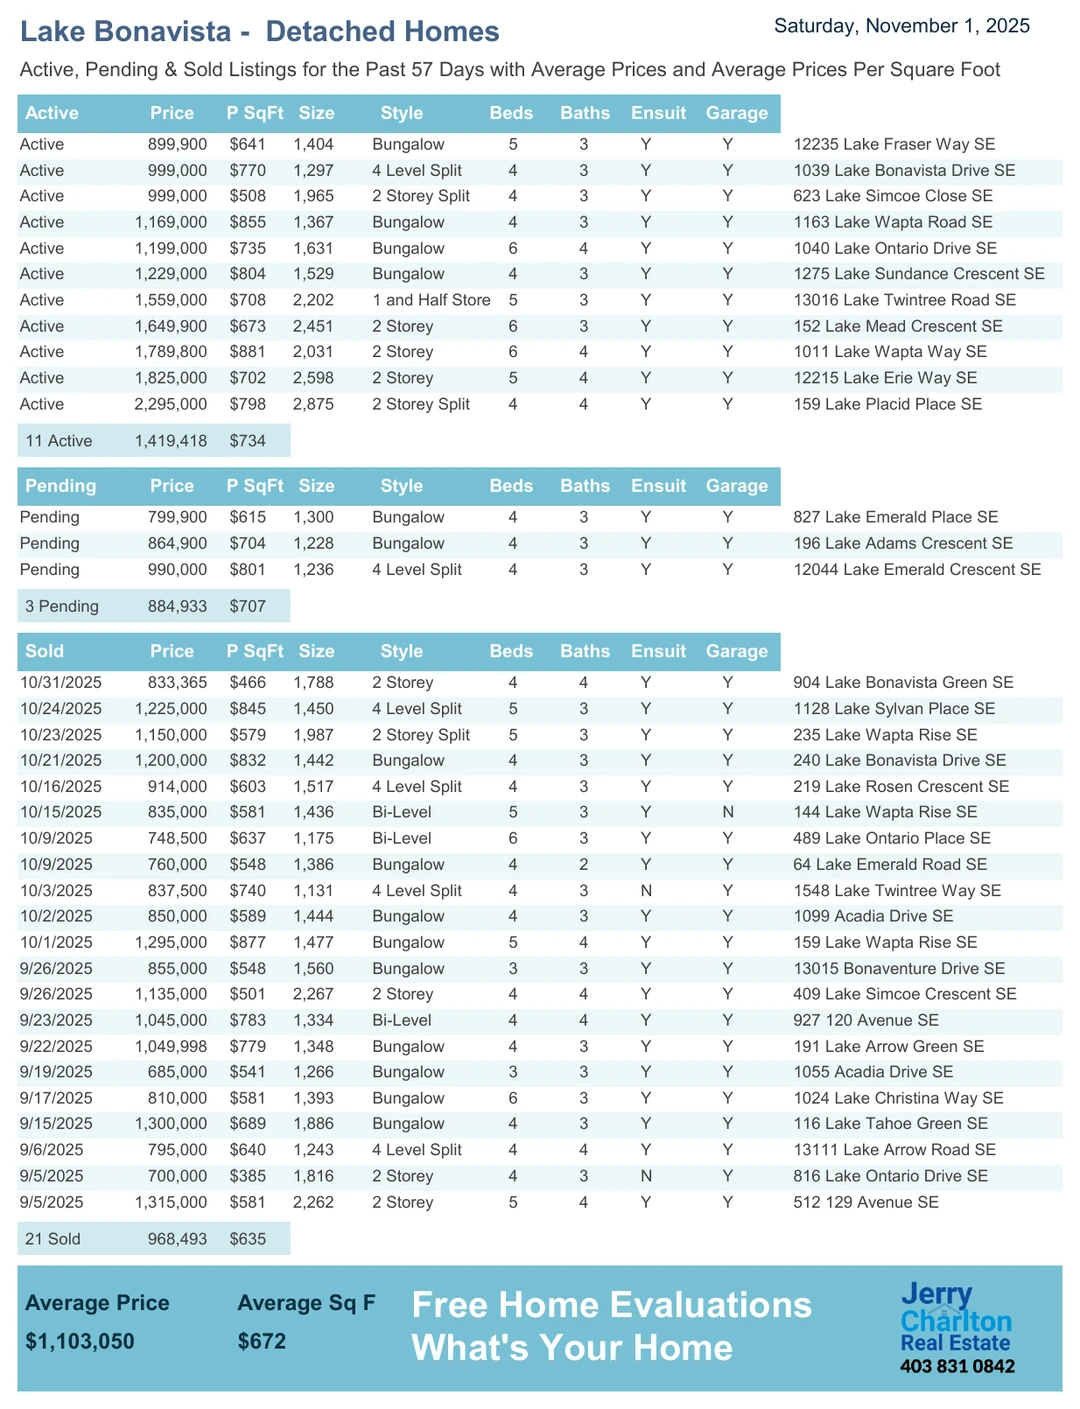 Lake Bonavista - Detached Homes
Saturday, November 1, 2025
Active, Pending & Sold Listings for the Past 57 Days with Average Prices and Average Prices Per Square Foot
Active Price P SqFt Size Style Beds Baths Ensuit Garage
Active 899,900 $641 1,404 Bungalow 5 3 Y Y 12235 Lake Fraser Way SE
Active 999,000 $770 1,297 4 Level Split 4 3 Y Y 1039 Lake Bonavista Drive SE
Active 999,000 $508 1,965 2 Storey Split 4 3 Y Y 623 Lake Simcoe Close SE
Active 1,169,000 $855 1,367 Bungalow 4 3 Y Y 1163 Lake Wapta Road SE
Active 1,199,000 $735 1,631 Bungalow 6 4 Y Y 1040 Lake Ontario Drive SE
Active 1,229,000 $804 1,529 Bungalow 4 3 Y Y 1275 Lake Sundance Crescent SE
Active 1,559,000 $708 2,202 1 and Half Store 5 3 Y Y 13016 Lake Twintree Road SE
Active 1,649,900 $673 2,451 2 Storey 6 3 Y Y 152 Lake Mead Crescent SE
Active 1,789,800 $881 2,031 2 Storey 6 4 Y Y 1011 Lake Wapta Way SE
Active 1,825,000 $702 2,598 2 Storey 5 4 Y Y 12215 Lake Erie Way SE
Active 2,295,000 $798 2,875 2 Storey Split 4 4 Y Y 159 Lake Placid Place SE
11 Active 1,419,418 $734
Pending Price P SqFt Size Style Beds Baths Ensuit Garage
Pending 799,900 $615 1,300 Bungalow 4 3 Y Y 827 Lake Emerald Place SE
Pending 864,900 $704 1,228 Bungalow 4 3 Y Y 196 Lake Adams Crescent SE
Pending 990,000 $801 1,236 4 Level Split 4 3 Y Y 12044 Lake Emerald Crescent SE
3 Pending 884,933 $707
Sold Price P SqFt Size Style Beds Baths Ensuit Garage
10/31/2025 833,365 $466 1,788 2 Storey 4 4 Y Y 904 Lake Bonavista Green SE
10/24/2025 1,225,000 $845 1,450 4 Level Split 5 3 Y Y 1128 Lake Sylvan Place SE
10/23/2025 1,150,000 $579 1,987 2 Storey Split 5 3 Y Y 235 Lake Wapta Rise SE
10/21/2025 1,200,000 $832 1,442 Bungalow 4 3 Y Y 240 Lake Bonavista Drive SE
10/16/2025 914,000 $603 1,517 4 Level Split 4 3 Y Y 219 Lake Rosen Crescent SE
10/15/2025 835,000 $581 1,436 Bi-Level 5 3 Y N 144 Lake Wapta Rise SE
10/9/2025 748,500 $637 1,175 Bi-Level 6 3 Y Y 489 Lake Ontario Place SE
10/9/2025 760,000 $548 1,386 Bungalow 4 2 Y Y 64 Lake Emerald Road SE
10/3/2025 837,500 $740 1,131 4 Level Split 4 3 N Y 1548 Lake Twintree Way SE
10/2/2025 850,000 $589 1,444 Bungalow 4 3 Y Y 1099 Acadia Drive SE
10/1/2025 1,295,000 $877 1,477 Bungalow 5 4 Y Y 159 Lake Wapta Rise SE
9/26/2025 855,000 $548 1,560 Bungalow 3 3 Y Y 13015 Bonaventure Drive SE
9/26/2025 1,135,000 $501 2,267 2 Storey 4 4 Y Y 409 Lake Simcoe Crescent SE
9/23/2025 1,045,000 $783 1,334 Bi-Level 4 4 Y Y 927 120 Avenue SE
9/22/2025 1,049,998 $779 1,348 Bungalow 4 3 Y Y 191 Lake Arrow Green SE
9/19/2025 685,000 $541 1,266 Bungalow 3 3 Y Y 1055 Acadia Drive SE
9/17/2025 810,000 $581 1,393 Bungalow 6 3 Y Y 1024 Lake Christina Way SE
9/15/2025 1,300,000 $689 1,886 Bungalow 4 3 Y Y 116 Lake Tahoe Green SE
9/6/2025 795,000 $640 1,243 4 Level Split 4 4 Y Y 13111 Lake Arrow Road SE
9/5/2025 700,000 $385 1,816 2 Storey 4 3 N Y 816 Lake Ontario Drive SE
9/5/2025 1,315,000 $581 2,262 2 Storey 5 4 Y Y 512 129 Avenue SE
21 Sold 968,493 $635
Average Price Average Sq F
$1,103,050 $672
Free Home Evaluations
What's Your Home
Jerry
Charlton
Real Estate
403 831 0842